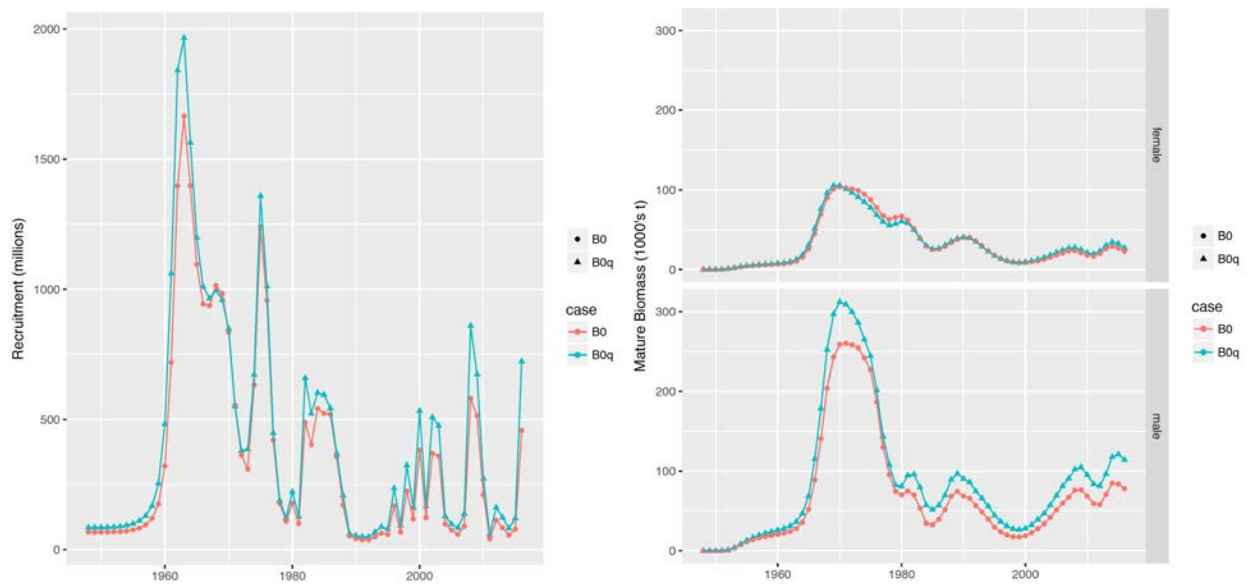 Recruitment (millions)
2000
1500
1000
500
0
1960
1980
2000
B0
B0q
case
B0
B0q
Mature Biomass (1000's t)
300
200
100
0
female
300
200
100
0
male
1960
1980
2000
B0
B0q
case
B0
B0q